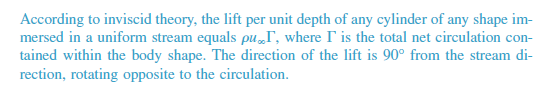 According to inviscid theory, the lift per unit depth of any cylinder of any shape im-
mersed in a uniform stream equals ρu∞Γ, where Γ is the total net circulation con-
tained within the body shape. The direction of the lift is 90° from the stream di-
rection, rotating opposite to the circulation.